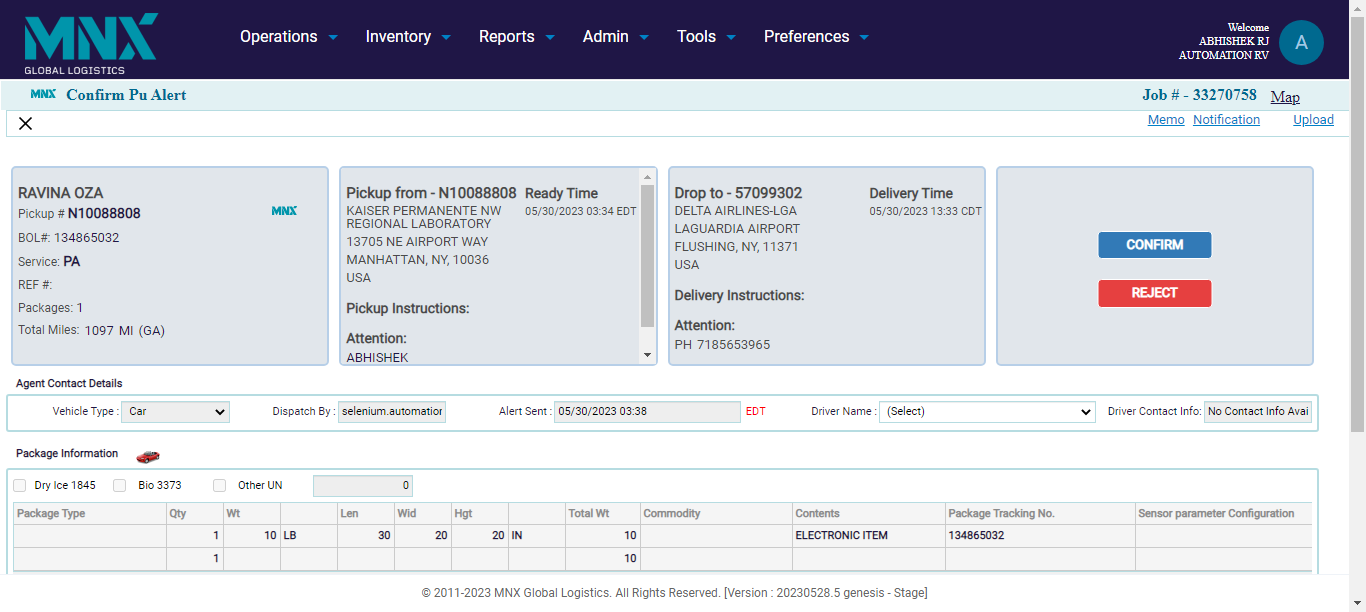 MNX
GLOBAL LOGISTICS
Operations Inventory Reports Admin Tools Preferences
Welcome
ABHISHEK RJ
AUTOMATION RV
A
MNX Confirm Pu Alert
Job # - 33270758 Map
Memo Notification Upload
RAVINA OZA
Pickup # N10088808
MNX
BOL#: 134865032
Service: PA
REF #:
Packages: 1
Total Miles: 1097 MI (GA)
Pickup from - N10088808
KAISER PERMANENTE NW
REGIONAL LABORATORY
13705 NE AIRPORT WAY
MANHATTAN, NY, 10036
USA
Ready Time
05/30/2023 03:34 EDT
Pickup Instructions:
Attention:
ABHISHEK
Drop to - 57099302
DELTA AIRLINES-LGA
LAGUARDIA AIRPORT
FLUSHING, NY, 11371
USA
Delivery Time
05/30/2023 13:33 CDT
Delivery Instructions:
Attention:
PH 7185653965
CONFIRM
REJECT
Agent Contact Details
Vehicle Type : Car Dispatch By : selenium.automation Alert Sent : 05/30/2023 03:38 EDT Driver Name : (Select) Driver Contact Info: No Contact Info Avai
Package Information
Dry Ice 1845 Bio 3373 Other UN 0
Package Type Qty Wt Len Wid Hgt Total Wt Commodity Contents Package Tracking No. Sensor parameter Configuration
1 10 LB 30 20 20 IN 10 ELECTRONIC ITEM 134865032
1 10
© 2011-2023 MNX Global Logistics. All Rights Reserved. [Version : 20230528.5 genesis - Stage]